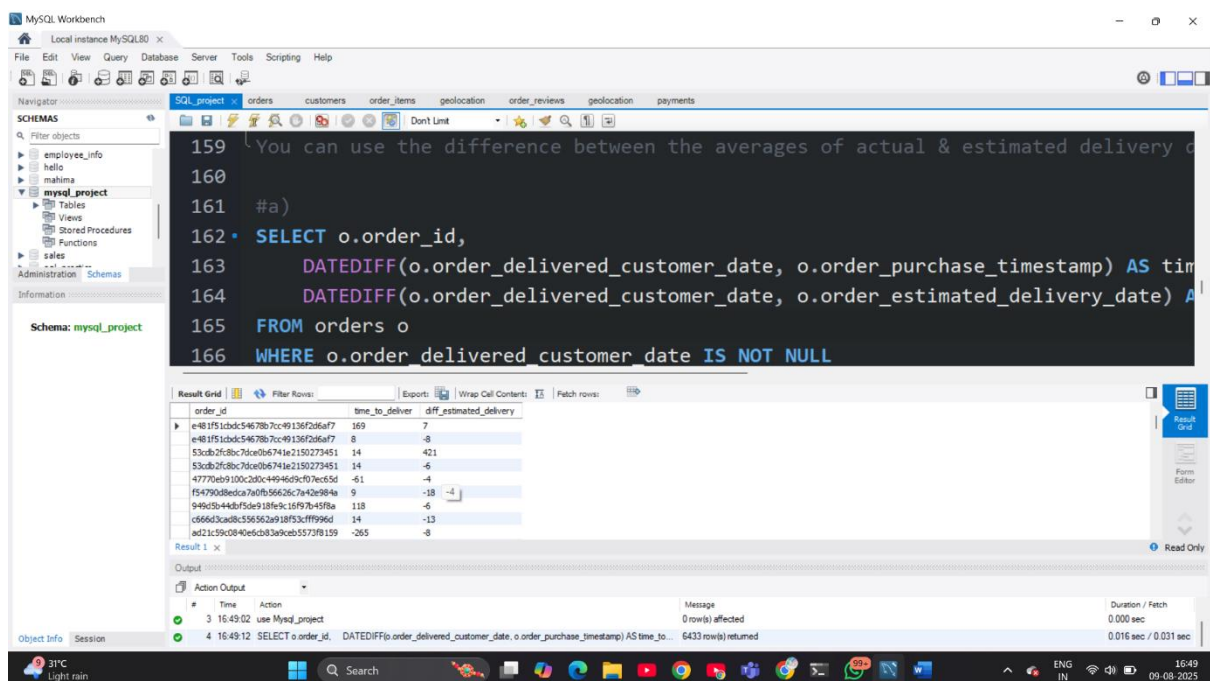 MySQL Workbench
Local instance MySQL80
File Edit View Query Database Server Tools Scripting Help
Navigator
SCHEMAS
Filter objects
employee_info
hello
mahima
mysql_project
Tables
Views
Stored Procedures
Functions
sales
Administration Schemas
Information
Schema: mysql_project
Object Info Session
SQL_project orders customers order_items geolocation order_reviews geolocation payments
Don't Limit
159 You can use the difference between the averages of actual & estimated delivery d
160
161 #a)
162 SELECT o.order_id,
163 DATEDIFF(o.order_delivered_customer_date, o.order_purchase_timestamp) AS tim
164 DATEDIFF(o.order_delivered_customer_date, o.order_estimated_delivery_date) A
165 FROM orders o
166 WHERE o.order_delivered_customer_date IS NOT NULL
Result Grid Filter Rows: Export: Wrap Cell Content: Fetch rows:
order_id time_to_deliver diff_estimated_delivery
e481f51cbdc54678b7cc49136f2d6af7 169 7
e481f51cbdc54678b7cc49136f2d6af7 8 -8
53cdb2fc8bc7dce0b6741e2150273451 14 421
53cdb2fc8bc7dce0b6741e2150273451 14 -6
47770eb9100c2d0c44946d9cf07ec65d -61 -4
f54790d8edca7a0fb56626c7a42e984a 9 -18 -4
949d5b44dbf5de918fe9c16f97b45f8a 118 -6
c666d3cad8c556562a918f53cfff996d 14 -13
ad21c59c0840e6cb83a9ceb5573f8159 -265 -8
Result Grid
Form Editor
Result 1
Read Only
Output
Action Output
# Time Action Message Duration / Fetch
3 16:49:02 use Mysql_project 0 row(s) affected 0.000 sec
4 16:49:12 SELECT o.order_id, DATEDIFF(o.order_delivered_customer_date, o.order_purchase_timestamp) AS time_to... 6433 row(s) returned 0.016 sec / 0.031 sec
9 31°C
Light rain
Search
99+
ENG
IN
16:49
09-08-2025